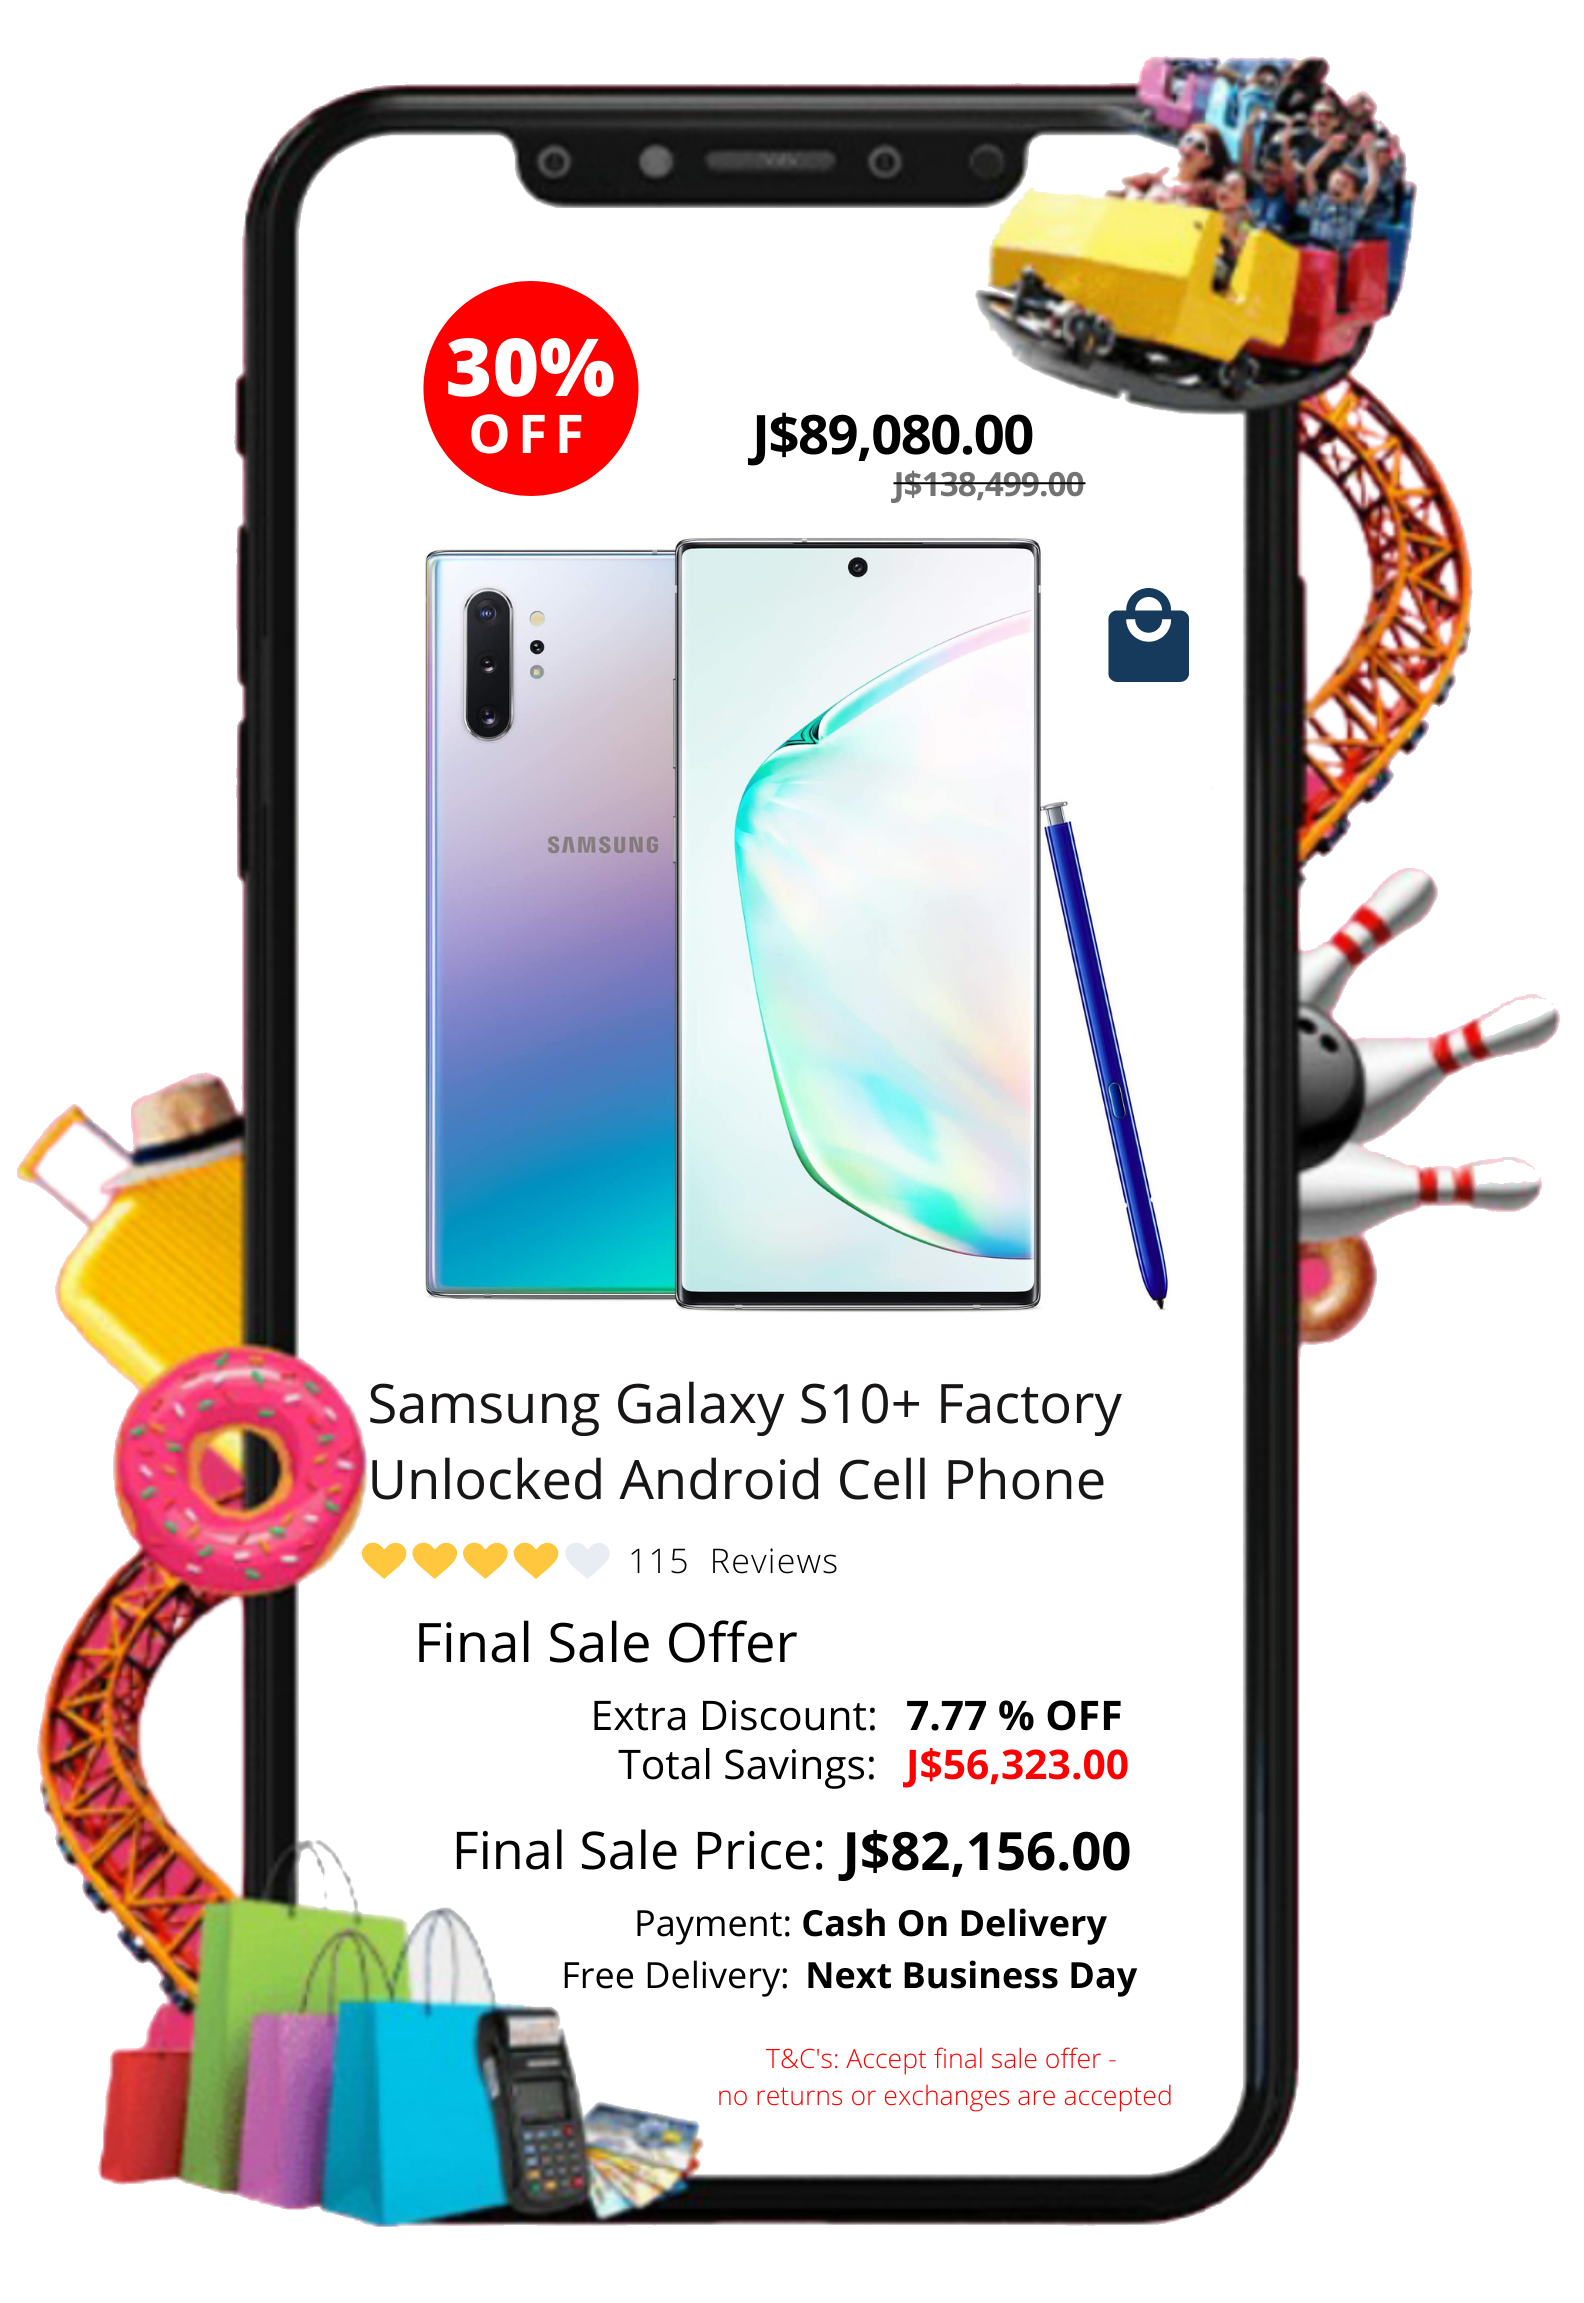 30%
OFF
J$89,080.00
J$138,499.00
SAMSUNG
Samsung Galaxy S10+ Factory
Unlocked Android Cell Phone
115 Reviews
Final Sale Offer
Extra Discount: 7.77 % OFF
Total Savings: J$56,323.00
Final Sale Price: J$82,156.00
Payment: Cash On Delivery
Free Delivery: Next Business Day
T&C's: Accept final sale offer -
no returns or exchanges are accepted